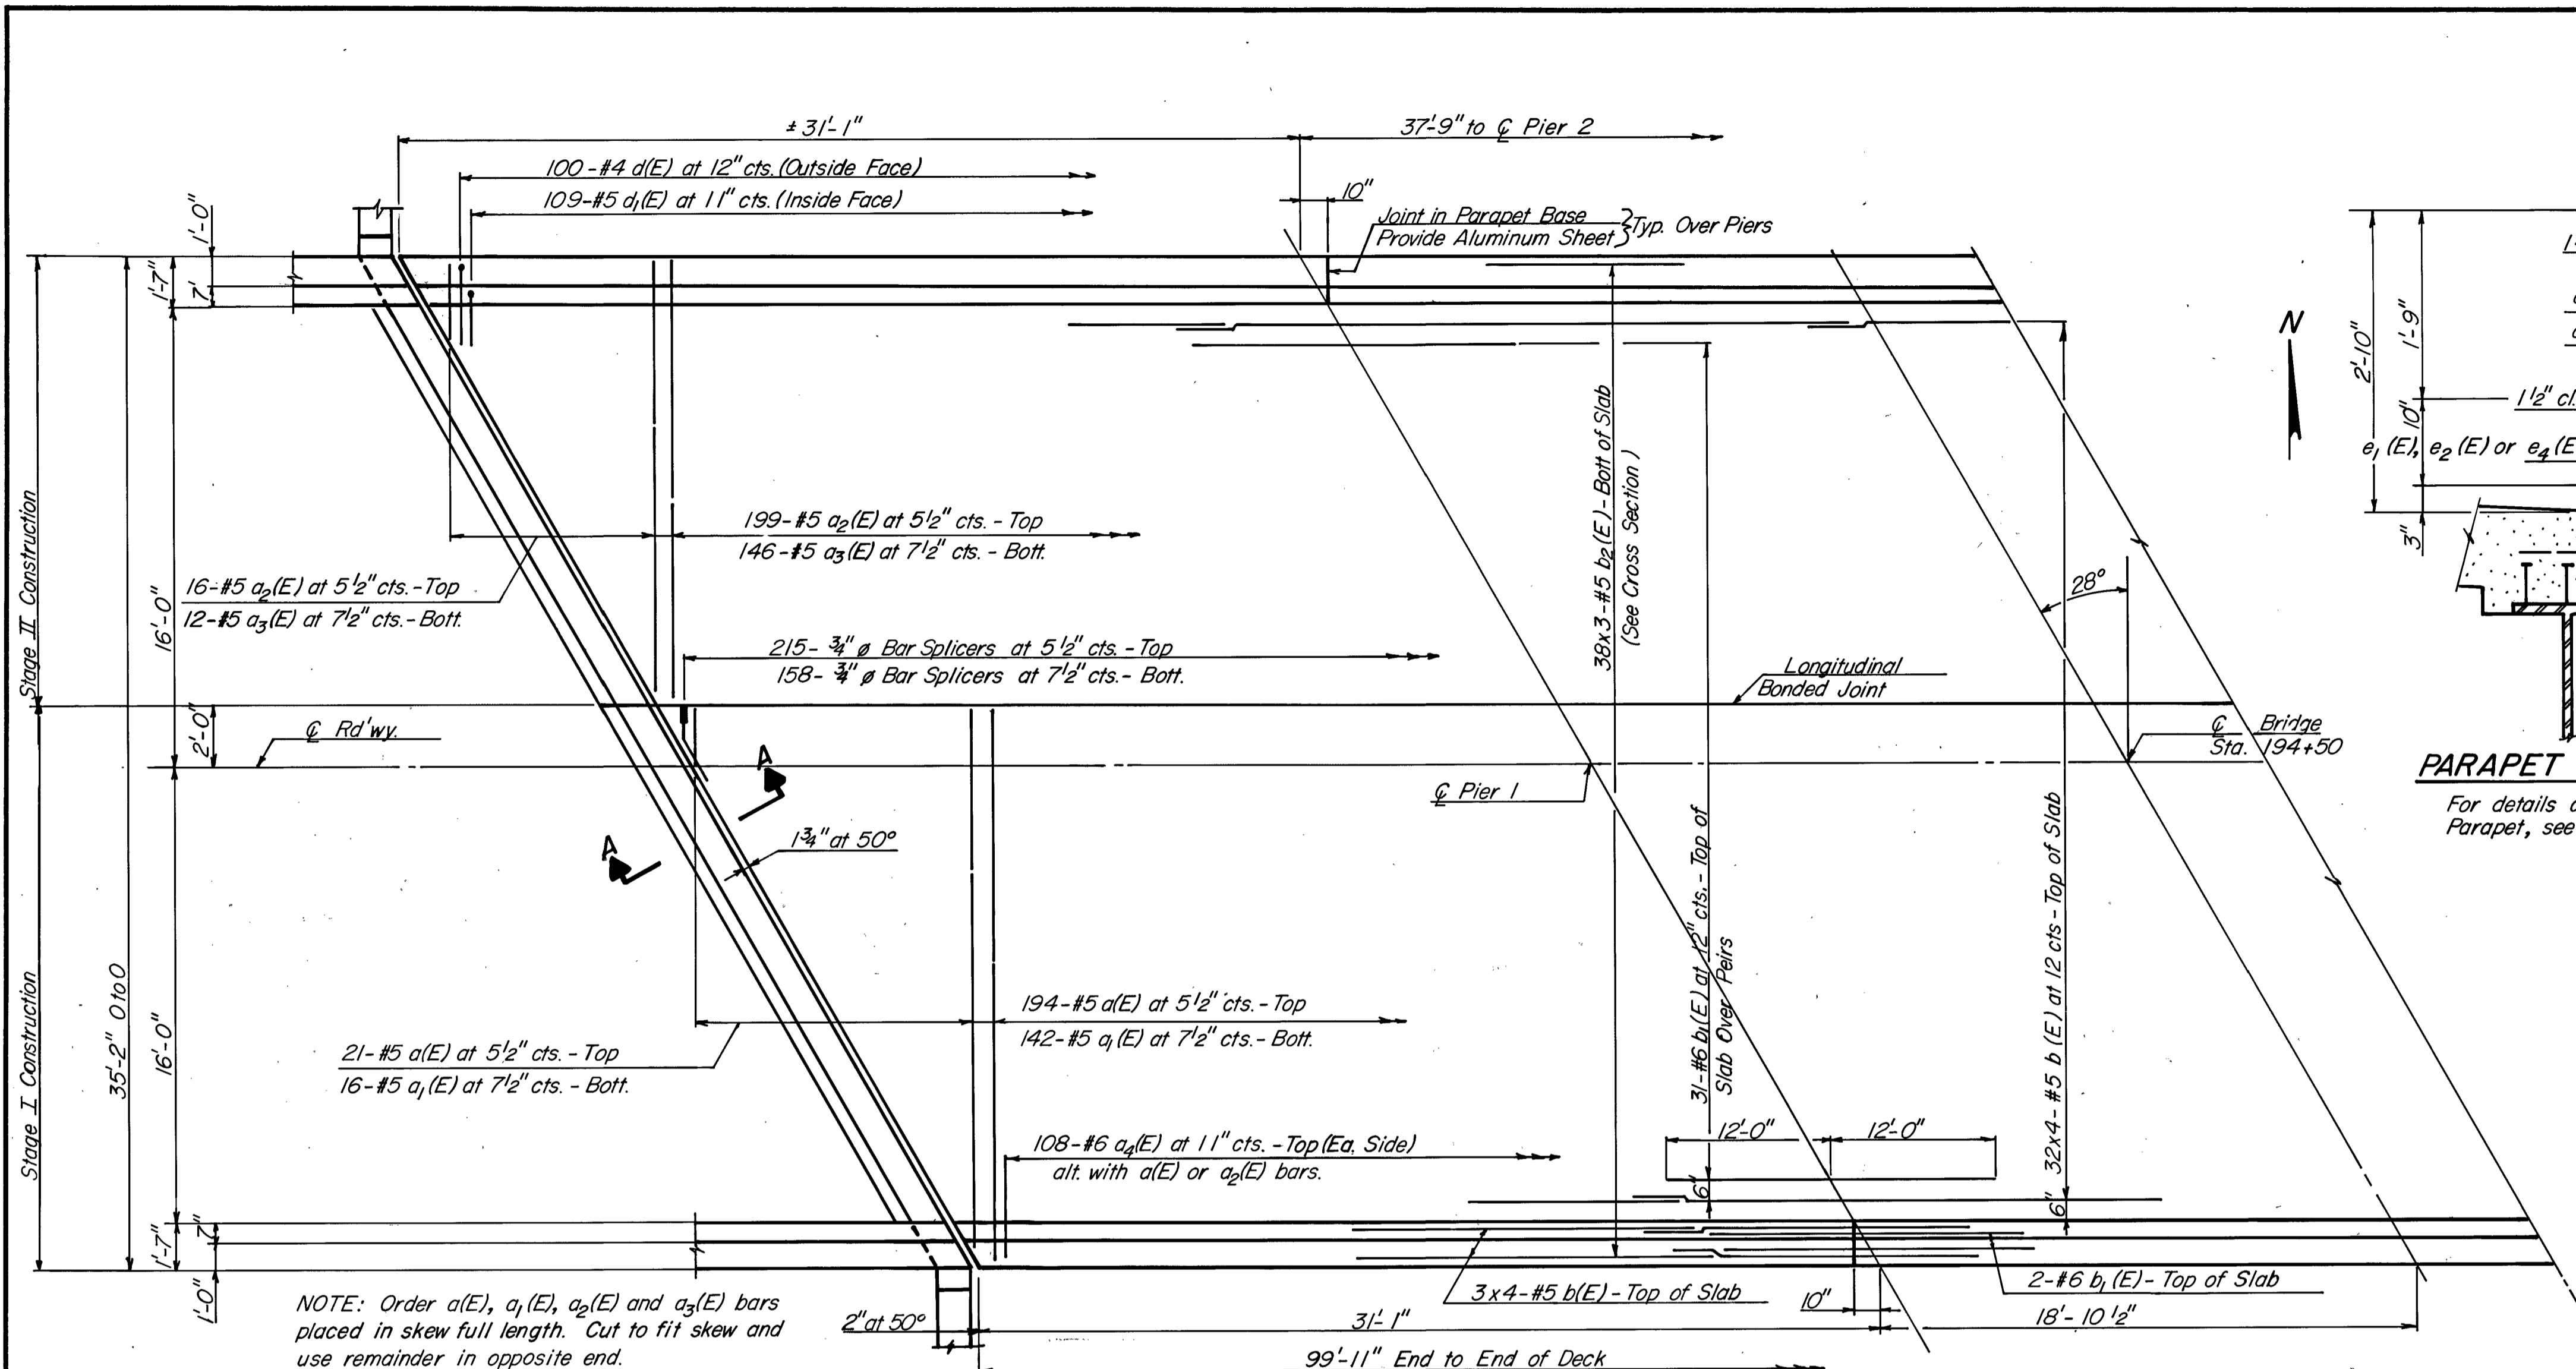 ± 31'-1"
37'-9" to ℄ Pier 2
100-#4 d(E) at 12" cts. (Outside Face)
109-#5 d₁(E) at 11" cts. (Inside Face)
10"
Joint in Parapet Base
Provide Aluminum Sheet
Typ. Over Piers
1'-0"
1'-7"
7'
199-#5 a₂(E) at 5½" cts. - Top
146-#5 a₃(E) at 7½" cts. - Bott.
16-#5 a₂(E) at 5½" cts. - Top
12-#5 a₃(E) at 7½" cts. - Bott.
215- ¾" ø Bar Splicers at 5½" cts. - Top
158- ¾" ø Bar Splicers at 7½" cts. - Bott.
Stage II Construction
16'-0"
2'-0"
℄ Rd'wy.
38x3-#5 b₂(E) - Bott of Slab
(See Cross Section)
Longitudinal
Bonded Joint
28°
N
℄ Bridge
Sta. 194+50
℄ Pier 1
A
A
1¾" at 50°
Stage I Construction
35'-2" 0 to 0
16'-0"
194-#5 a(E) at 5½" cts. - Top
142-#5 a₁(E) at 7½" cts. - Bott.
21-#5 a(E) at 5½" cts. - Top
16-#5 a₁(E) at 7½" cts. - Bott.
108-#6 a₄(E) at 11" cts. - Top (Ea. Side)
alt. with a(E) or a₂(E) bars.
31-#6 b₁(E) at 12" cts. - Top of
Slab Over Peirs
32x4-#5 b (E) at 12 cts - Top of Slab
12'-0"
12'-0"
6"
6"
1'-7"
7"
1'-0"
3x4-#5 b(E) - Top of Slab
2-#6 b₁ (E) - Top of Slab
10"
18'-10½"
2" at 50°
31'-1"
99'-11" End to End of Deck
NOTE: Order a(E), a₁(E), a₂(E) and a₃(E) bars
placed in skew full length. Cut to fit skew and
use remainder in opposite end.
2'-10"
1'-9"
10"
3"
1½" cl.
e₁ (E), e₂ (E) or e₄ (E
PARAPET
For details
Parapet, see